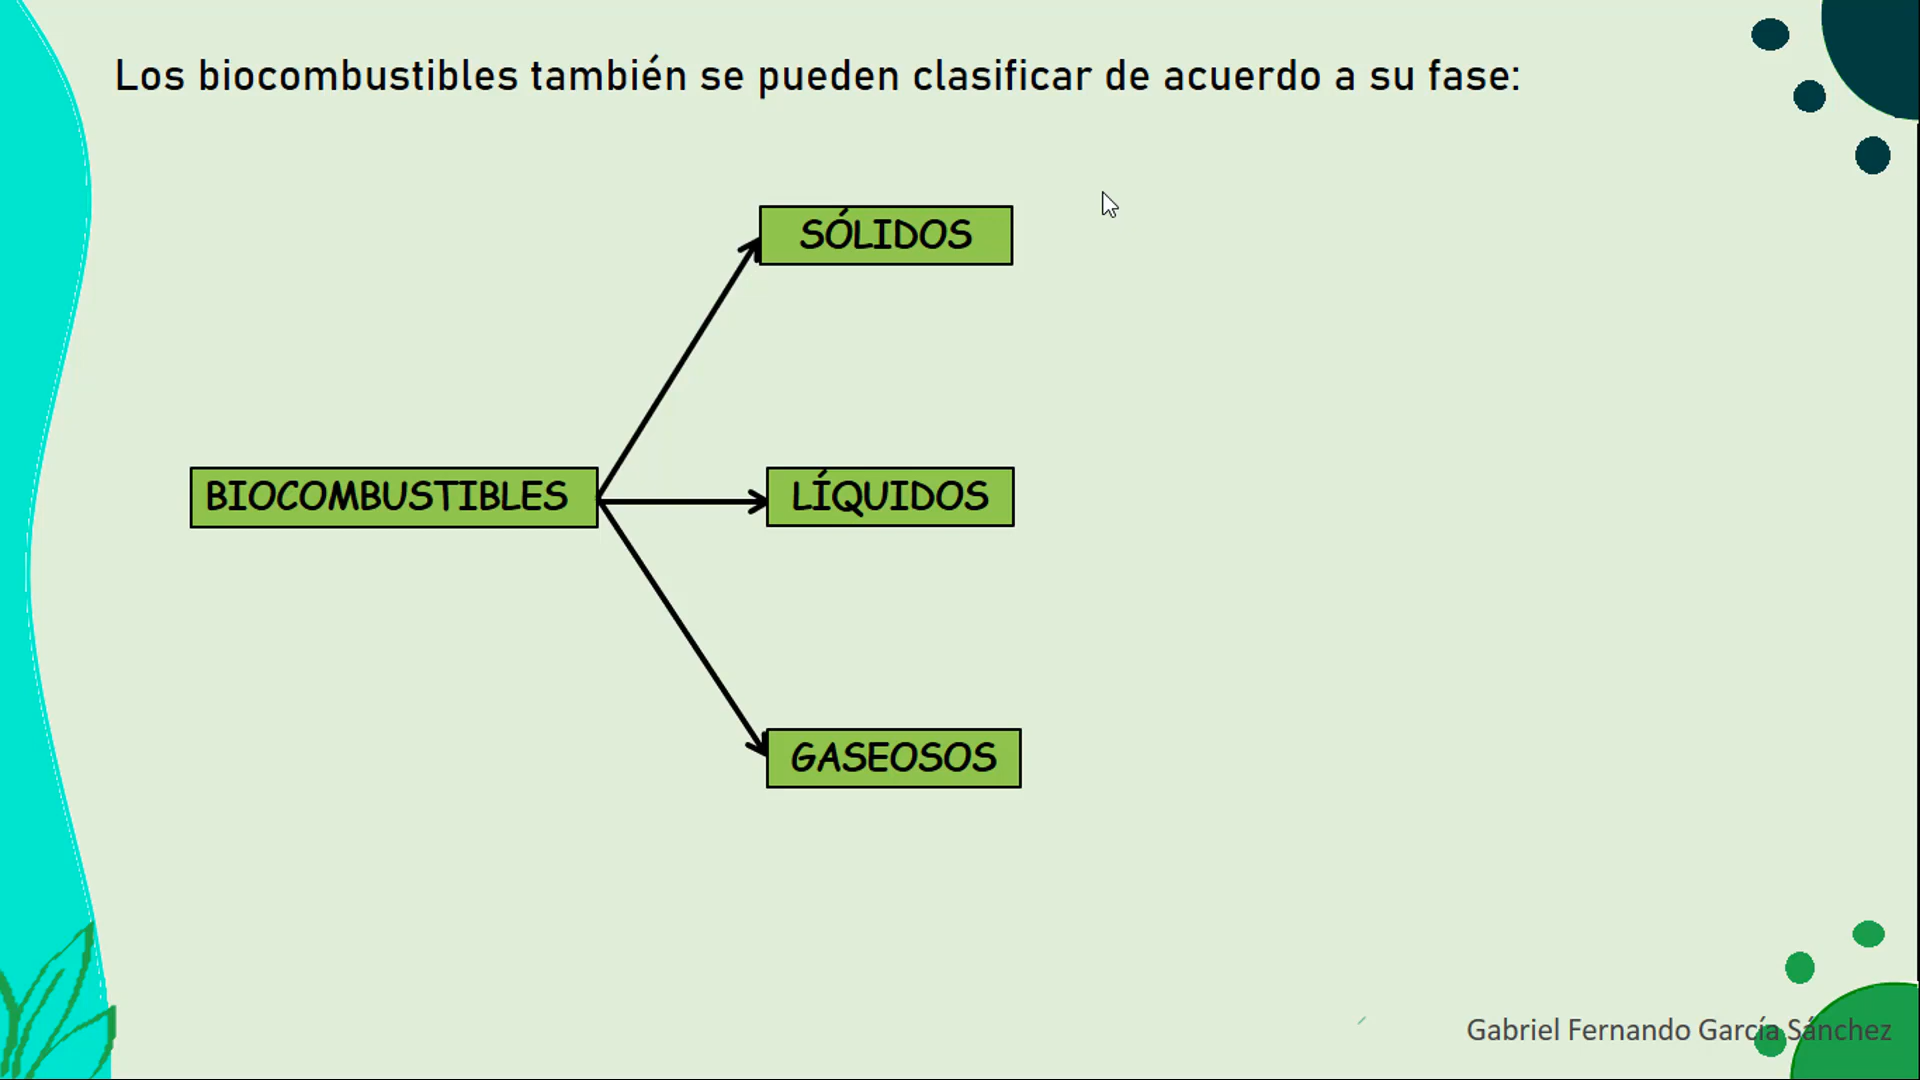 Los biocombustibles también se pueden clasificar de acuerdo a su fase:
SÓLIDOS
BIOCOMBUSTIBLES
LÍQUIDOS
GASEOSOS
Gabriel Fernando García Sánchez